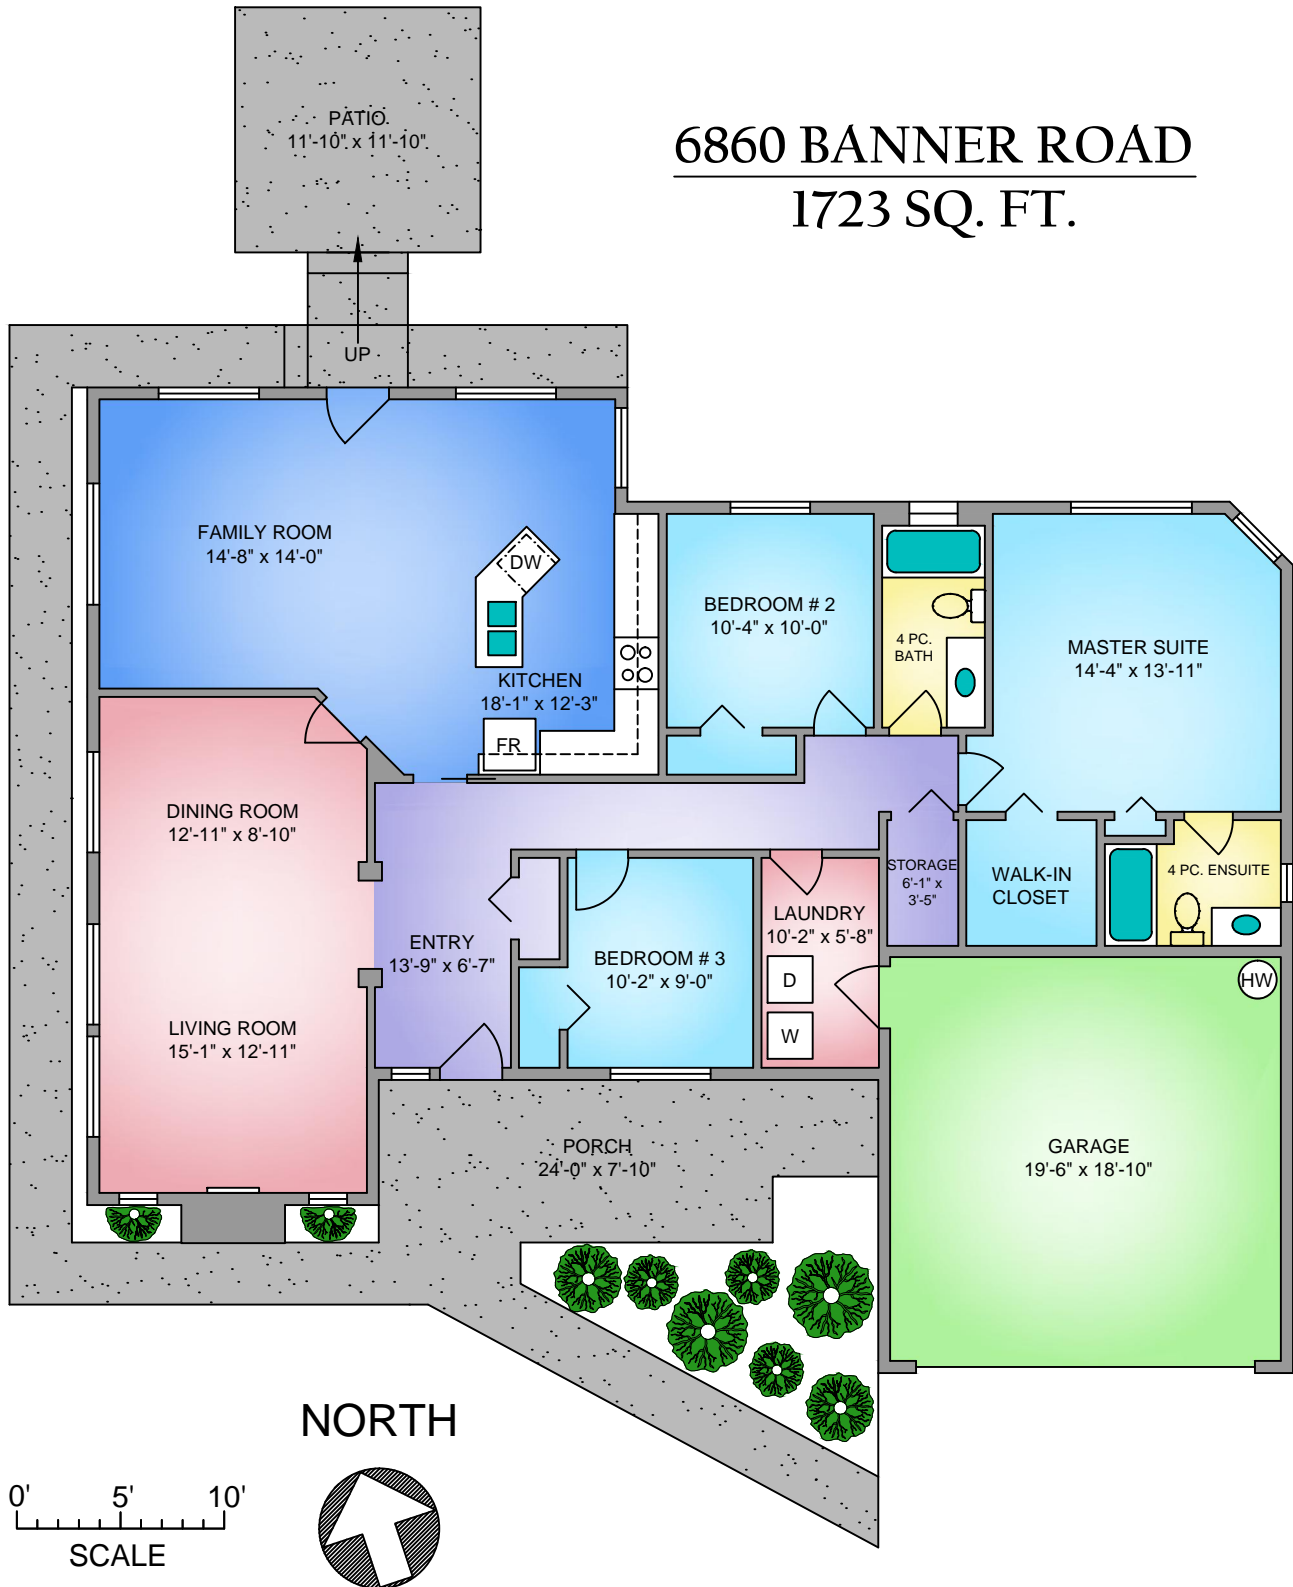 6860 BANNER ROAD
1723 SQ. FT.
PATIO
11'-10" x 11'-10"
UP
FAMILY ROOM
14'-8" x 14'-0"
DW
KITCHEN
18'-1" x 12'-3"
FR
BEDROOM # 2
10'-4" x 10'-0"
4 PC.
BATH
MASTER SUITE
14'-4" x 13'-11"
DINING ROOM
12'-11" x 8'-10"
STORAGE
6'-1" x
3'-5"
WALK-IN
CLOSET
4 PC. ENSUITE
ENTRY
13'-9" x 6'-7"
BEDROOM # 3
10'-2" x 9'-0"
LAUNDRY
10'-2" x 5'-8"
D
W
HW
LIVING ROOM
15'-1" x 12'-11"
PORCH
24'-0" x 7'-10"
GARAGE
19'-6" x 18'-10"
NORTH
0' 5' 10'
SCALE